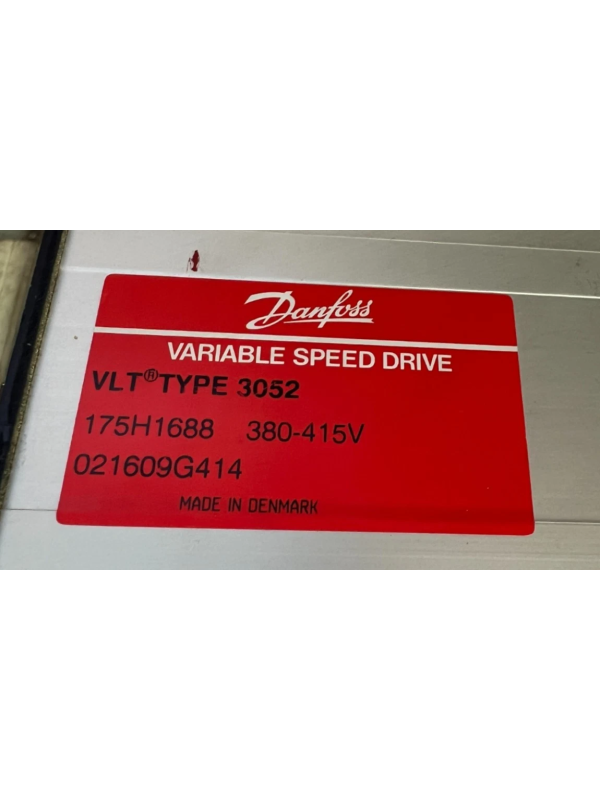 Danfoss
VARIABLE SPEED DRIVE
VLT® TYPE 3052
175H1688 380-415V
021609G414
MADE IN DENMARK